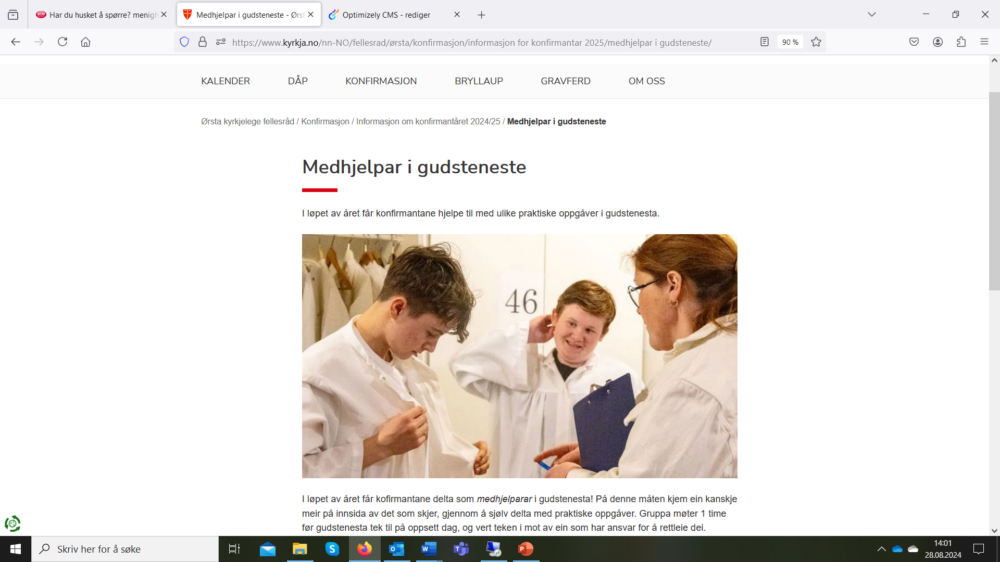 Har du husket å spørre? menigh
Medhjelpar i gudsteneste - Ørst
Optimizely CMS - rediger
https://www.kyrkja.no/nn-NO/fellesrad/ørsta/konfirmasjon/informasjon for konfirmantar 2025/medhjelpar i gudsteneste/
90 %
KALENDER DÅP KONFIRMASJON BRYLLAUP GRAVFERD OM OSS
Ørsta kyrkjelege fellesråd / Konfirmasjon / Informasjon om konfirmantåret 2024/25 / Medhjelpar i gudsteneste
Medhjelpar i gudsteneste
I løpet av året får konfirmantane hjelpe til med ulike praktiske oppgåver i gudstenesta.
46
I løpet av året får kofirmantane delta som medhjelparar i gudstenesta! På denne måten kjem ein kanskje
meir på innsida av det som skjer, gjennom å sjølv delta med praktiske oppgåver. Gruppa møter 1 time
før gudstenesta tek til på oppsett dag, og vert teken i mot av ein som har ansvar for å rettleie dei.
Skriv her for å søke
14:01
28.08.2024